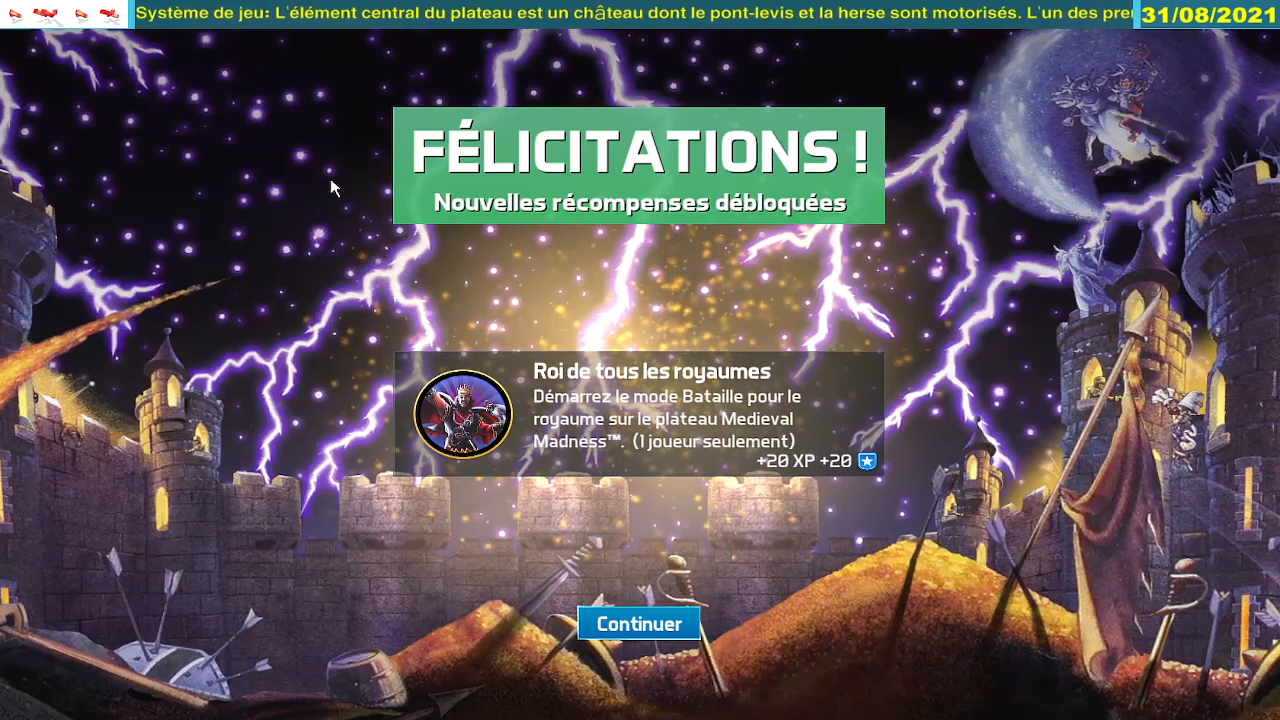 Système de jeu: L'élément central du plateau est un château dont le pont-levis et la herse sont motorisés. L'un des
31/08/2021
FÉLICITATIONS !
Nouvelles récompenses débloquées
Roi de tous les royaumes
Démarrez le mode Bataille pour le
royaume sur le plateau Medieval
Madness™. (1 joueur seulement)
+20 XP +20
Continuer